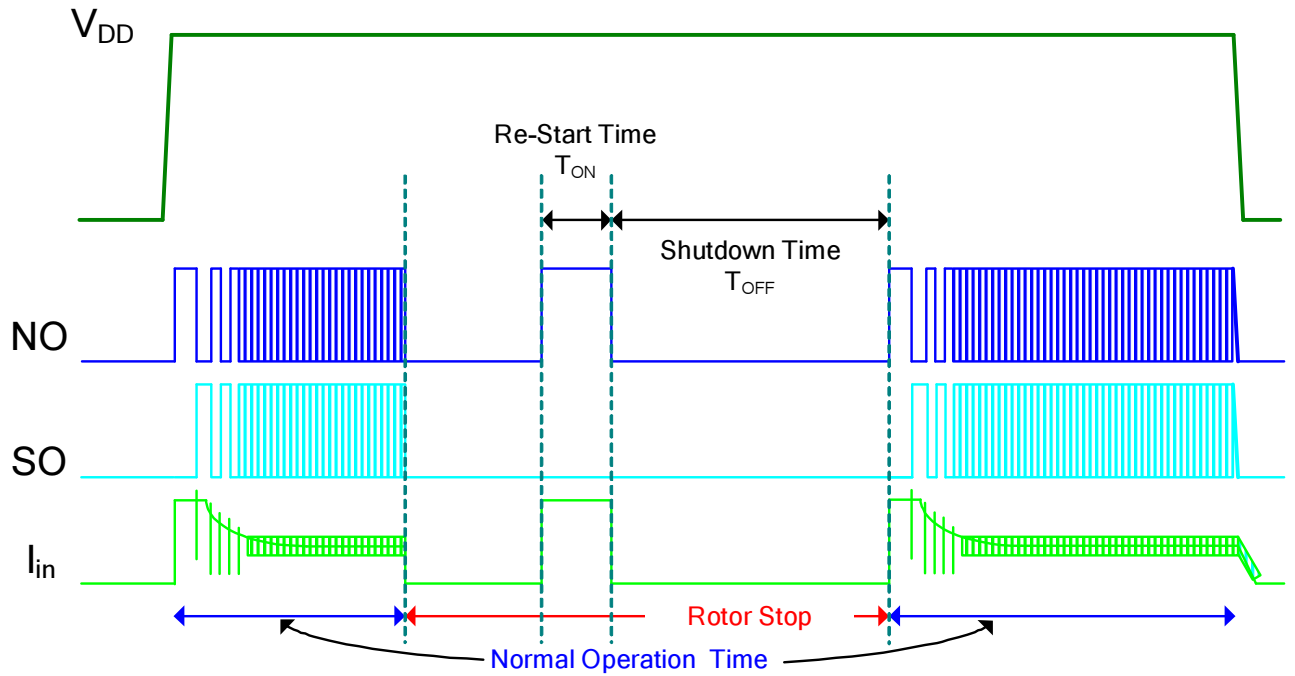 VDD
Re-Start Time
TON
Shutdown Time
TOFF
NO
SO
Iin
Rotor Stop
Normal Operation Time